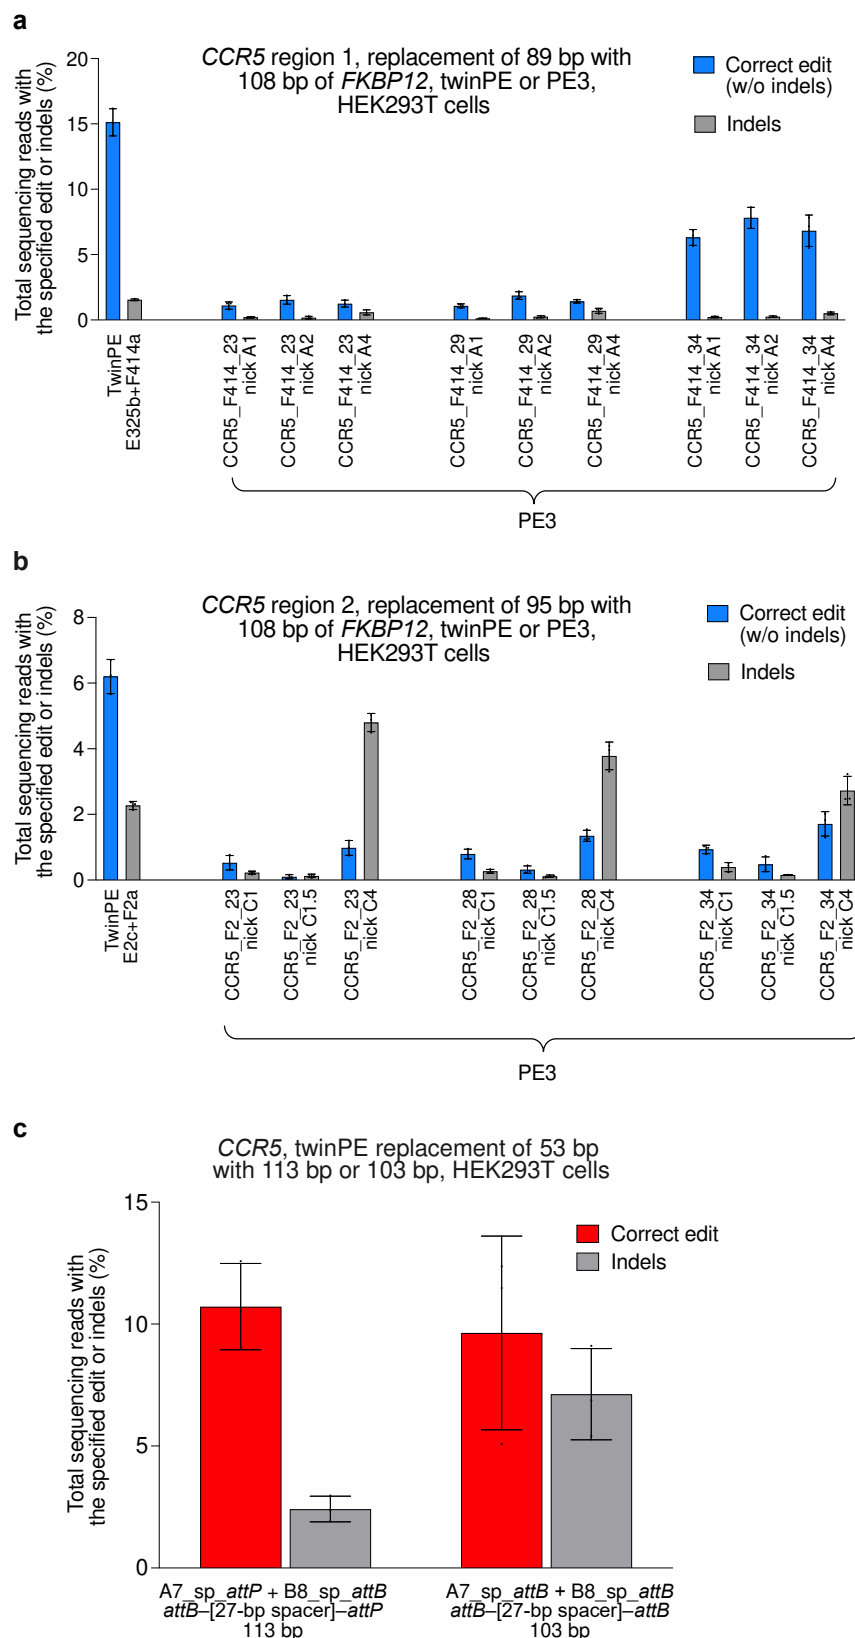 a
CCR5 region 1, replacement of 89 bp with
108 bp of FKBP12, twinPE or PE3,
HEK293T cells
Correct edit
(w/o indels)
Indels
Total sequencing reads with
the specified edit or indels (%)
20
15
10
5
0
TwinPE
E325b+F414a
CCR5_F414_23
nick A1
CCR5_F414_23
nick A2
CCR5_F414_23
nick A4
CCR5_F414_29
nick A1
CCR5_F414_29
nick A2
CCR5_F414_29
nick A4
CCR5_F414_34
nick A1
CCR5_F414_34
nick A2
CCR5_F414_34
nick A4
PE3
b
CCR5 region 2, replacement of 95 bp with
108 bp of FKBP12, twinPE or PE3,
HEK293T cells
Correct edit
(w/o indels)
Indels
Total sequencing reads with
the specified edit or indels (%)
8
6
4
2
0
TwinPE
E2c+F2a
CCR5_F2_23
nick C1
CCR5_F2_23
nick C1.5
CCR5_F2_23
nick C4
CCR5_F2_28
nick C1
CCR5_F2_28
nick C1.5
CCR5_F2_28
nick C4
CCR5_F2_34
nick C1
CCR5_F2_34
nick C1.5
CCR5_F2_34
nick C4
PE3
c
CCR5, twinPE replacement of 53 bp
with 113 bp or 103 bp, HEK293T cells
Correct edit
Indels
Total sequencing reads with
the specified edit or indels (%)
15
10
5
0
A7_sp_attP + B8_sp_attB
attB–[27-bp spacer]–attP
113 bp
A7_sp_attB + B8_sp_attB
attB–[27-bp spacer]–attB
103 bp